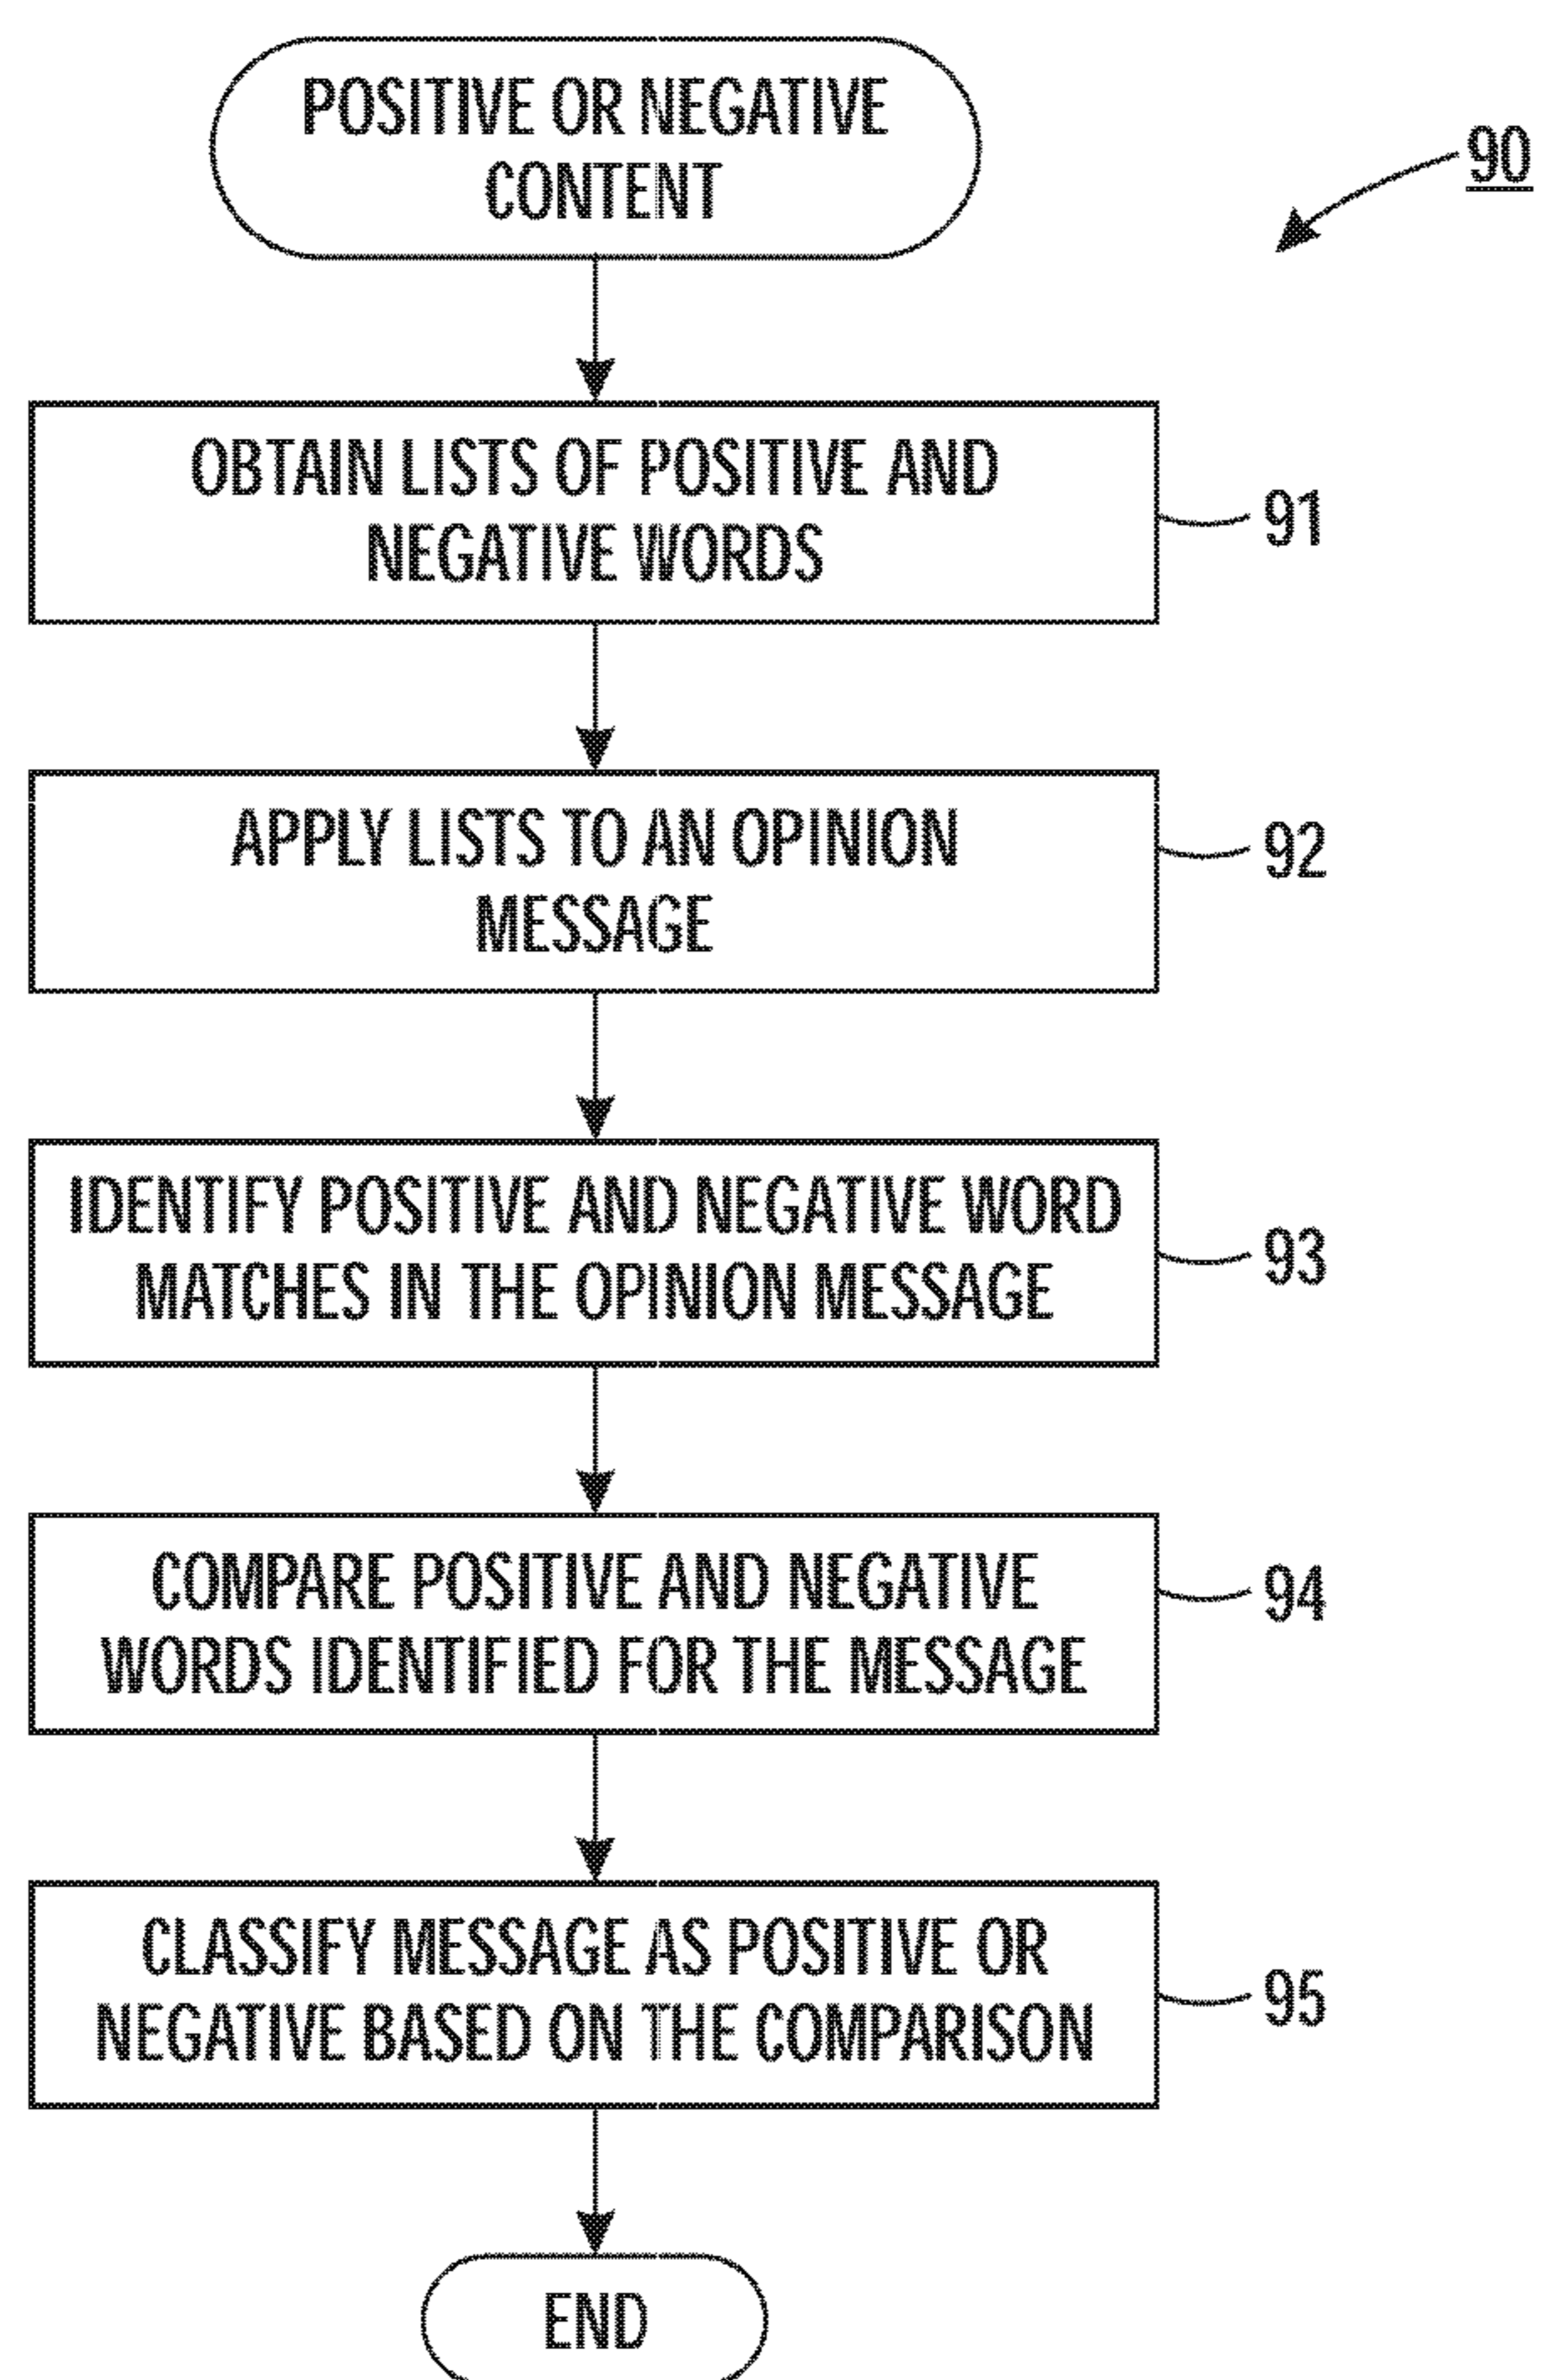 POSITIVE OR NEGATIVE
CONTENT
90
OBTAIN LISTS OF POSITIVE AND
NEGATIVE WORDS
91
APPLY LISTS TO AN OPINION
MESSAGE
92
IDENTIFY POSITIVE AND NEGATIVE WORD
MATCHES IN THE OPINION MESSAGE
93
COMPARE POSITIVE AND NEGATIVE
WORDS IDENTIFIED FOR THE MESSAGE
94
CLASSIFY MESSAGE AS POSITIVE OR
NEGATIVE BASED ON THE COMPARISON
95
END